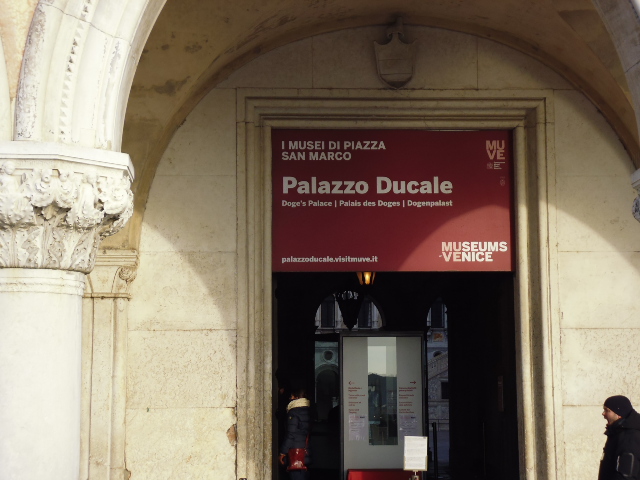 I MUSEI DI PIAZZA
SAN MARCO
MU
VE
Palazzo Ducale
Doge's Palace | Palais des Doges | Dogenpalast
palazzoducale.visitmuve.it
MUSEUMS
-VENICE